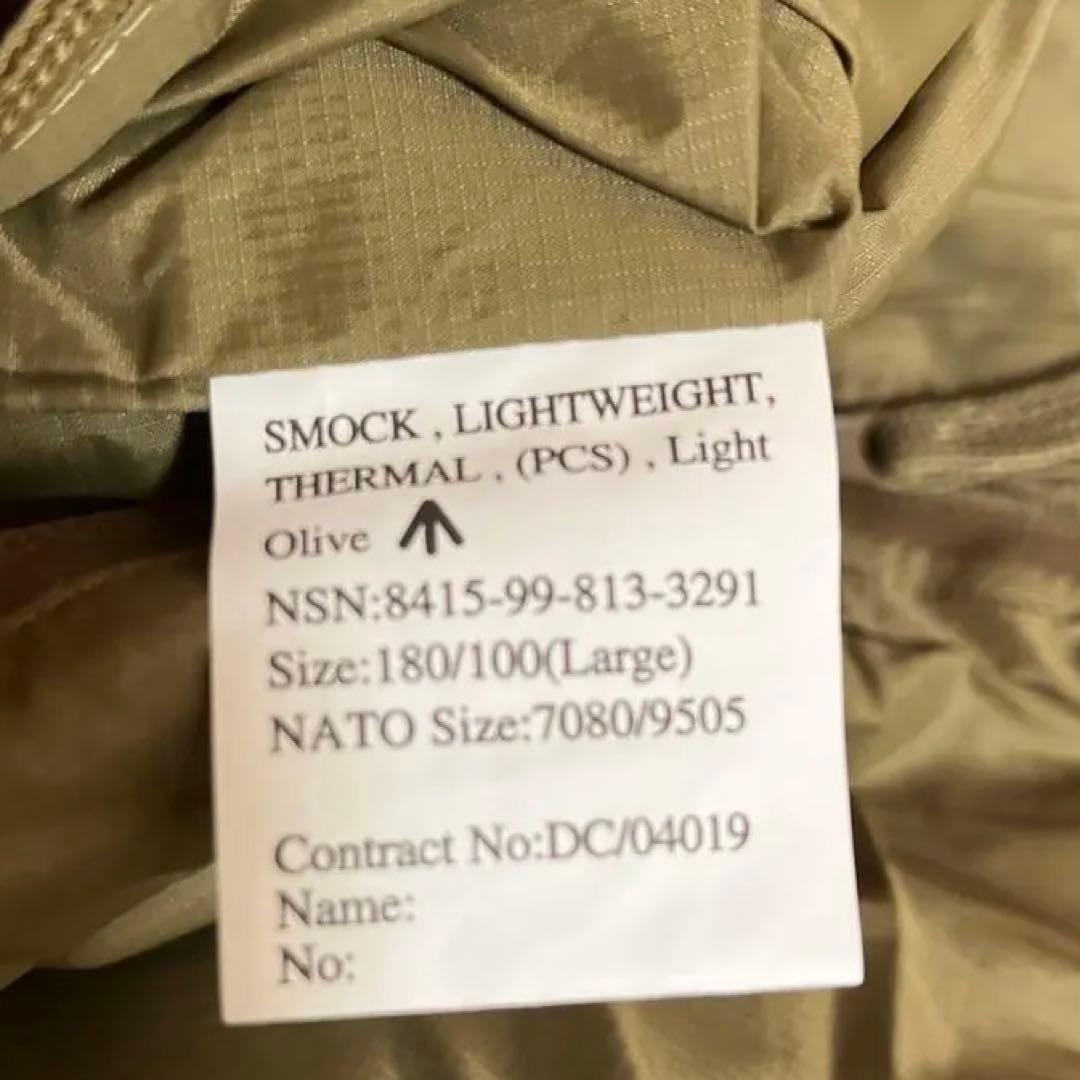 SMOCK , LIGHTWEIGHT,
THERMAL , (PCS) , Light
Olive
NSN:8415-99-813-3291
Size:180/100(Large)
NATO Size:7080/9505
Contract No:DC/04019
Name:
No: